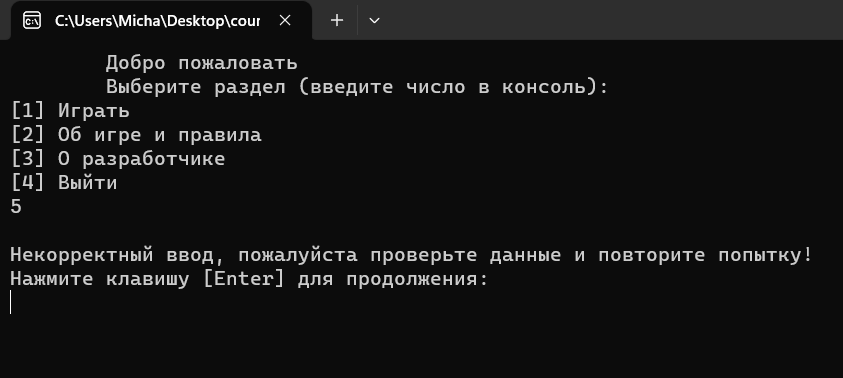 C:\Users\Micha\Desktop\cour
Добро пожаловать
Выберите раздел (введите число в консоль):
[1] Играть
[2] Об игре и правила
[3] О разработчике
[4] Выйти
5
Некорректный ввод, пожалуйста проверьте данные и повторите попытку!
Нажмите клавишу [Enter] для продолжения: